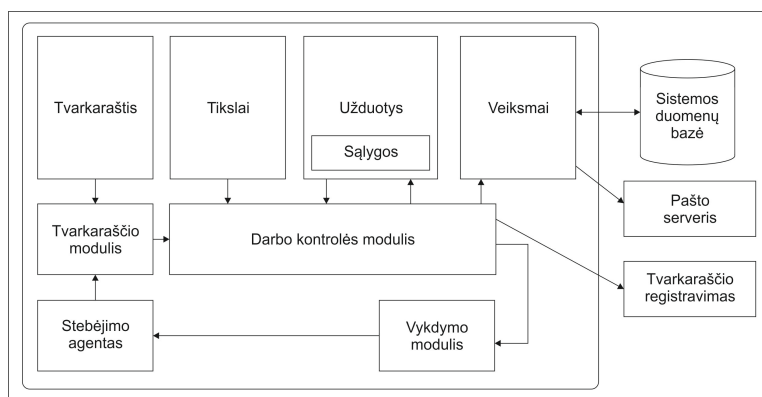 Tvarkaraštis
Tikslai
Užduotys
Sąlygos
Veiksmai
Sistemos
duomenų
bazė
Pašto
serveris
Tvarkaraščio
modulis
Darbo kontrolės modulis
Tvarkaraščio
registravimas
Stebėjimo
agentas
Vykdymo
modulis